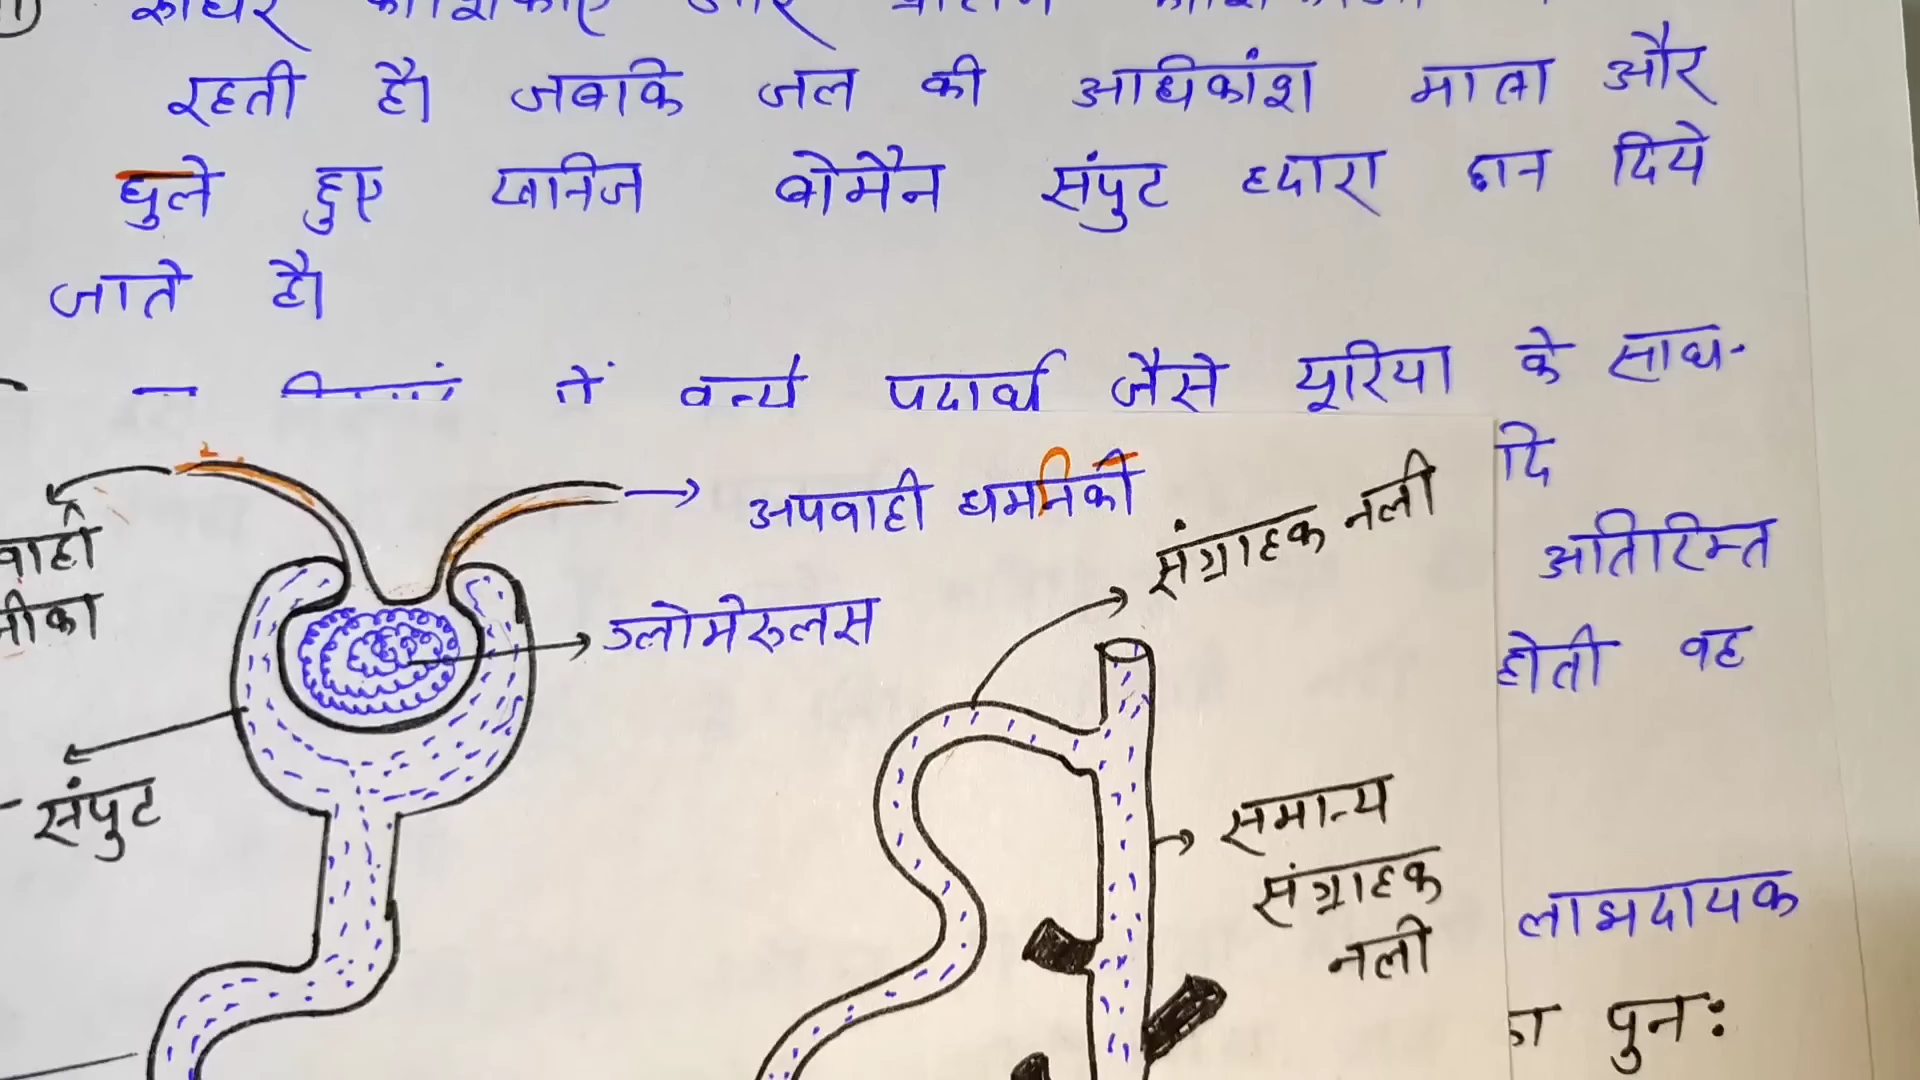 रहती है। जबकि जल की अधिकांश मात्रा और
घुले हुए खनिज बोमैन संपुट द्वारा छान दिये
जाते है।
वर्ज्य पदार्थ जैसे यूरिया के साथ-
दि
अपवाही धमनिकी
संग्राहक नली
अतिरिक्त
वाही
ग्लोमेरुलस
होती वह
संपुट
समान्य
संग्राहक
नली
लाभदायक
पुन: